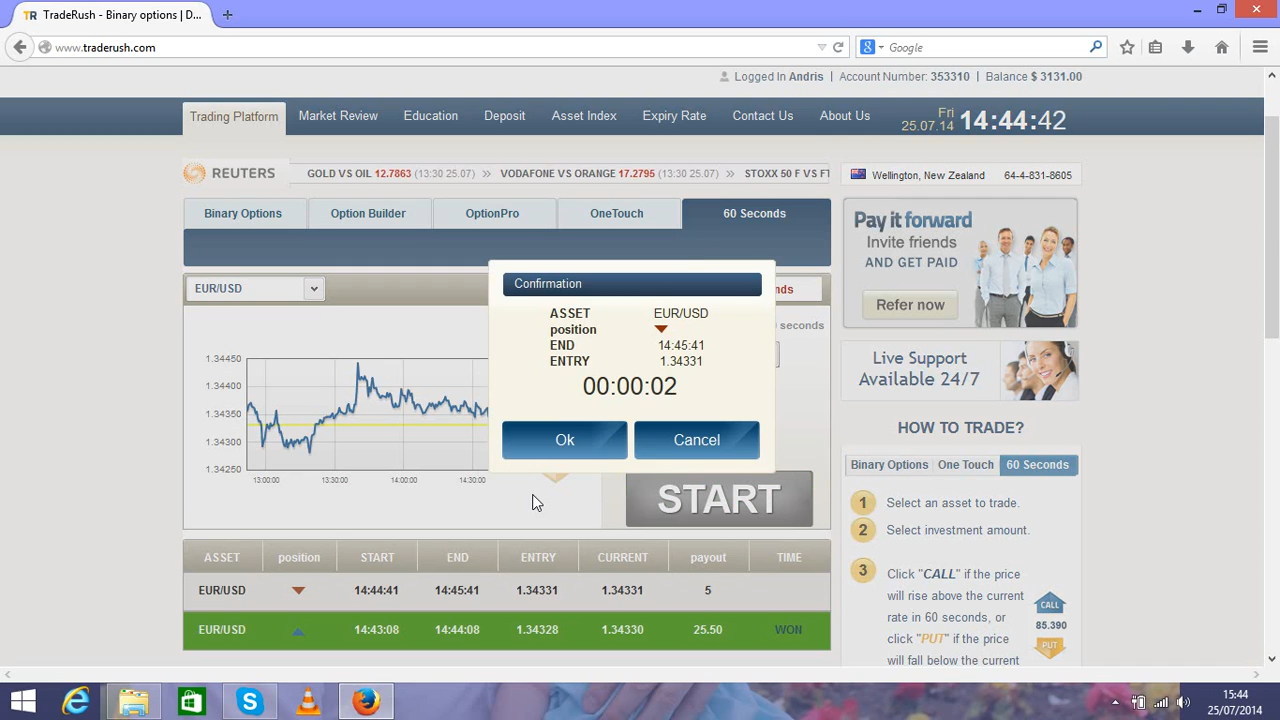 TR TradeRush - Binary options | D...
www.traderush.com
Google
Logged In Andris | Account Number: 353310 | Balance $ 3131.00
Trading Platform Market Review Education Deposit Asset Index Expiry Rate Contact Us About Us
Fri 25.07.14 14:44:42
REUTERS GOLD VS OIL 12.7863 (13:30 25.07) VODAFONE VS ORANGE 17.2795 (13:30 25.07) STOXX 50 F VS FT
Wellington, New Zealand 64-4-831-8605
Binary Options Option Builder OptionPro OneTouch 60 Seconds
Pay it forward
Invite friends
AND GET PAID
Refer now
EUR/USD
Confirmation
ASSET EUR/USD
position
END 14:45:41
ENTRY 1.34331
00:00:02
Ok Cancel
nds
seconds
1.34450
1.34400
1.34350
1.34300
1.34250
13:00:00 13:30:00 14:00:00 14:30:00
START
Live Support
Available 24/7
HOW TO TRADE?
Binary Options One Touch 60 Seconds
1 Select an asset to trade.
2 Select investment amount.
3 Click "CALL" if the price
will rise above the current
rate in 60 seconds, or
click "PUT" if the price
will fall below the current
CALL
85.390
PUT
ASSET position START END ENTRY CURRENT payout TIME
EUR/USD 14:44:41 14:45:41 1.34331 1.34331 5
EUR/USD 14:43:08 14:44:08 1.34328 1.34330 25.50 WON
15:44
25/07/2014